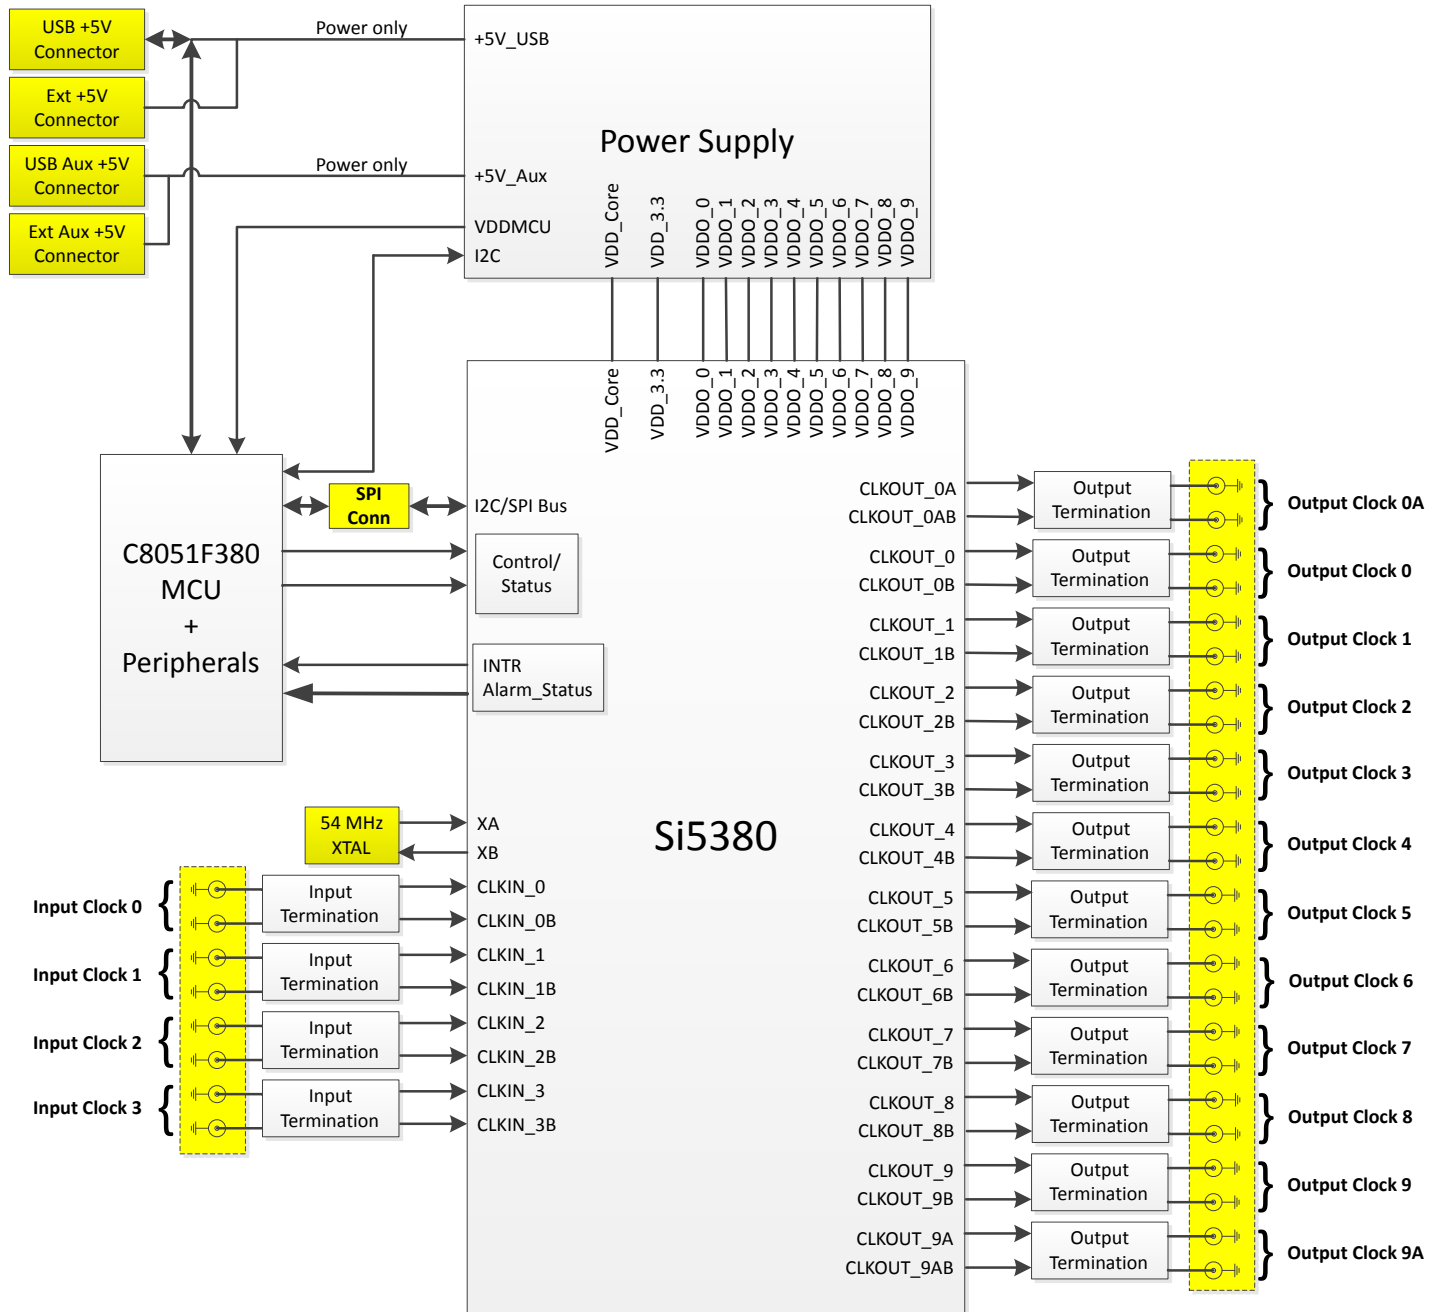 USB +5V
Connector
Ext +5V
Connector
USB Aux +5V
Connector
Ext Aux +5V
Connector
Power only
Power only
+5V_USB
Power Supply
+5V_Aux
VDDMCU
I2C
VDD_Core
VDD_3.3
VDDO_0
VDDO_1
VDDO_2
VDDO_3
VDDO_4
VDDO_5
VDDO_6
VDDO_7
VDDO_8
VDDO_9
VDD_Core
VDD_3.3
VDDO_0
VDDO_1
VDDO_2
VDDO_3
VDDO_4
VDDO_5
VDDO_6
VDDO_7
VDDO_8
VDDO_9
C8051F380
MCU
+
Peripherals
SPI
Conn
I2C/SPI Bus
Control/
Status
INTR
Alarm_Status
54 MHz
XTAL
XA
XB
Si5380
Input Clock 0
Input
Termination
CLKIN_0
CLKIN_0B
Input Clock 1
Input
Termination
CLKIN_1
CLKIN_1B
Input Clock 2
Input
Termination
CLKIN_2
CLKIN_2B
Input Clock 3
Input
Termination
CLKIN_3
CLKIN_3B
CLKOUT_0A
CLKOUT_0AB
Output
Termination
Output Clock 0A
CLKOUT_0
CLKOUT_0B
Output
Termination
Output Clock 0
CLKOUT_1
CLKOUT_1B
Output
Termination
Output Clock 1
CLKOUT_2
CLKOUT_2B
Output
Termination
Output Clock 2
CLKOUT_3
CLKOUT_3B
Output
Termination
Output Clock 3
CLKOUT_4
CLKOUT_4B
Output
Termination
Output Clock 4
CLKOUT_5
CLKOUT_5B
Output
Termination
Output Clock 5
CLKOUT_6
CLKOUT_6B
Output
Termination
Output Clock 6
CLKOUT_7
CLKOUT_7B
Output
Termination
Output Clock 7
CLKOUT_8
CLKOUT_8B
Output
Termination
Output Clock 8
CLKOUT_9
CLKOUT_9B
Output
Termination
Output Clock 9
CLKOUT_9A
CLKOUT_9AB
Output
Termination
Output Clock 9A